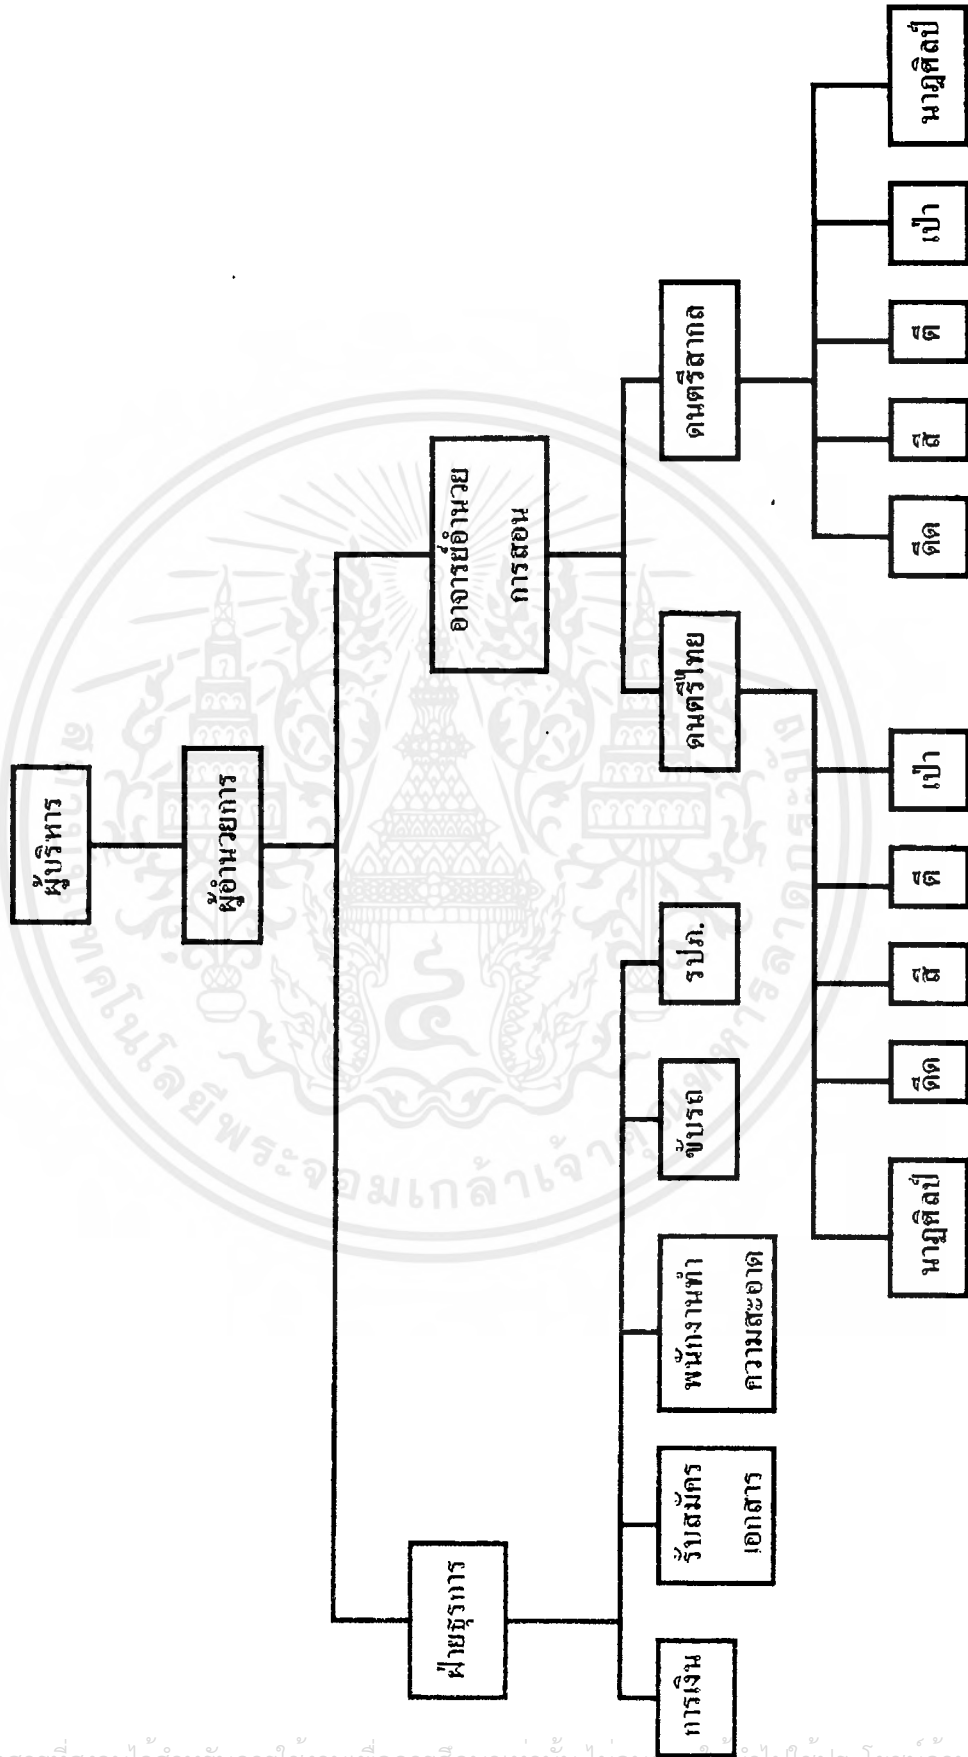 ผู้บริหาร
ผู้อำนวยการ
ฝ่ายธุรการ
อาจารย์อำนวย
การสอน
การเงิน
รับสมัคร
เอกสาร
พนักงานทำ
ความสะอาด
ขับรถ
รปภ.
ดนตรีไทย
ดนตรีสากล
นาฏศิลป์
ดีด
สี
ตี
เป่า
ดีด
สี
ตี
เป่า
นาฏศิลป์